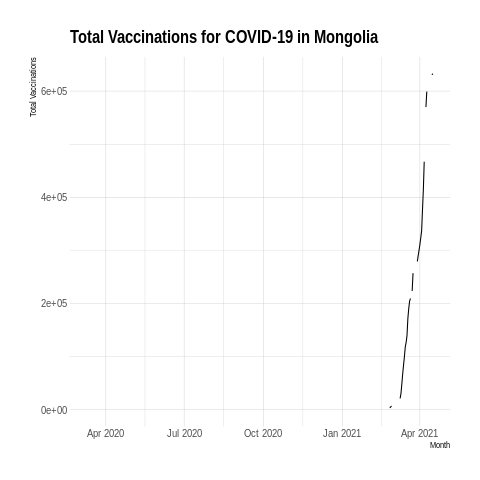 Total Vaccinations for COVID-19 in Mongolia
Total Vaccinations
6e+05
4e+05
2e+05
0e+00
Apr 2020 Jul 2020 Oct 2020 Jan 2021 Apr 2021
Month